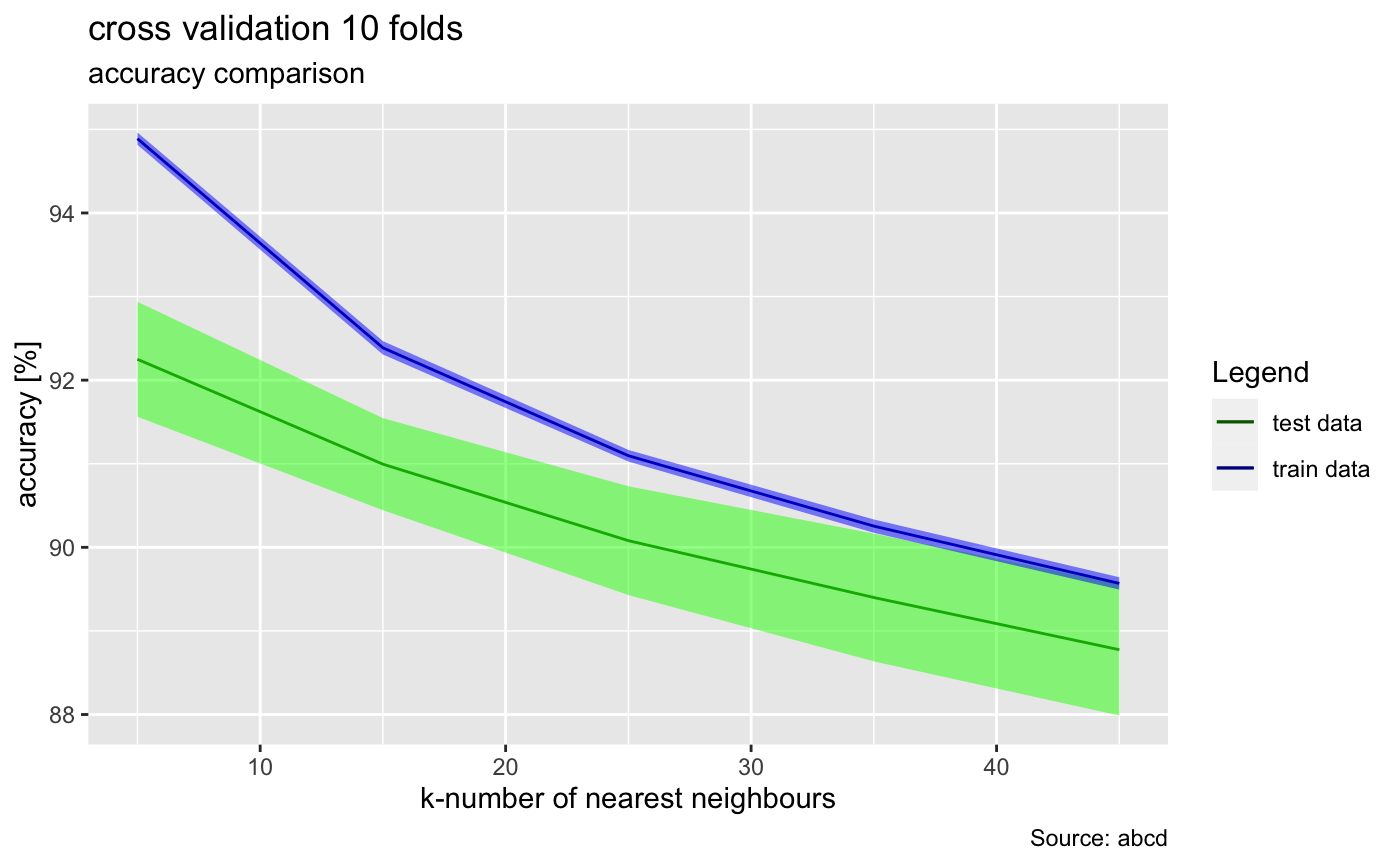 cross validation 10 folds
accuracy comparison
accuracy [%]
94
92
90
88
10 20 30 40
k-number of nearest neighbours
Legend
test data
train data
Source: abcd